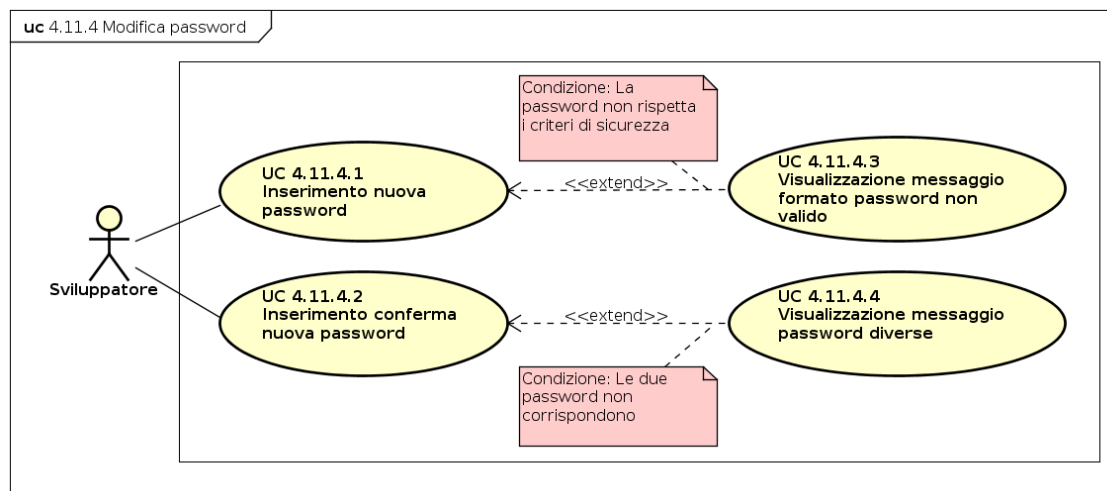 uc 4.11.4 Modifica password
Condizione: La
password non rispetta
i criteri di sicurezza
UC 4.11.4.1
Inserimento nuova
password
<<extend>>
UC 4.11.4.3
Visualizzazione messaggio
formato password non
valido
Sviluppatore
UC 4.11.4.2
Inserimento conferma
nuova password
<<extend>>
UC 4.11.4.4
Visualizzazione messaggio
password diverse
Condizione: Le due
password non
corrispondono